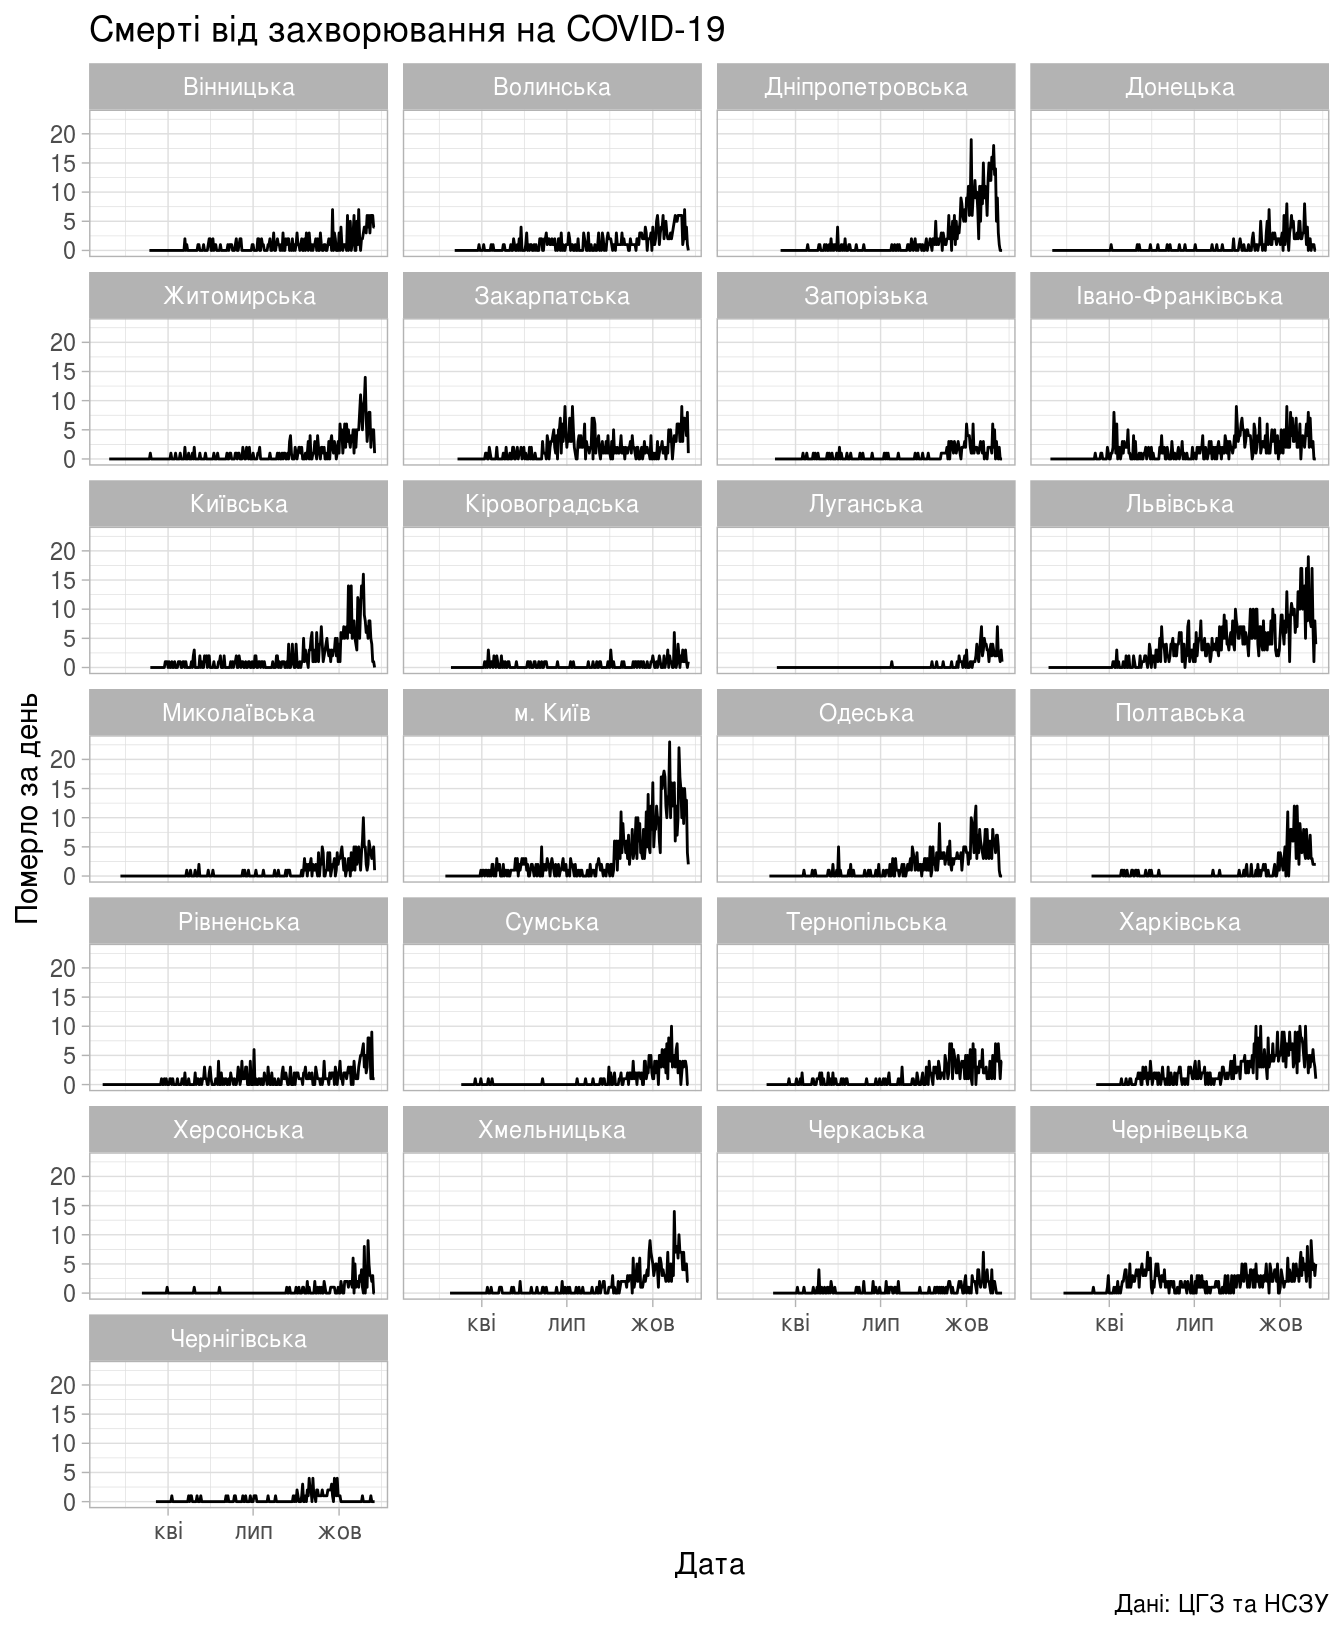 Смерті від захворювання на COVID-19
Вінницька
Волинська
Дніпропетровська
Донецька
20
15
10
5
0
Житомирська
Закарпатська
Запорізька
Івано-Франківська
20
15
10
5
0
Київська
Кіровоградська
Луганська
Львівська
20
15
10
5
0
Миколаївська
м. Київ
Одеська
Полтавська
20
15
10
5
0
Рівненська
Сумська
Тернопільська
Харківська
20
15
10
5
0
Херсонська
Хмельницька
Черкаська
Чернівецька
20
15
10
5
0
кві лип жов
кві лип жов
кві лип жов
Чернігівська
20
15
10
5
0
кві лип жов
Померло за день
Дата
Дані: ЦГЗ та НСЗУ